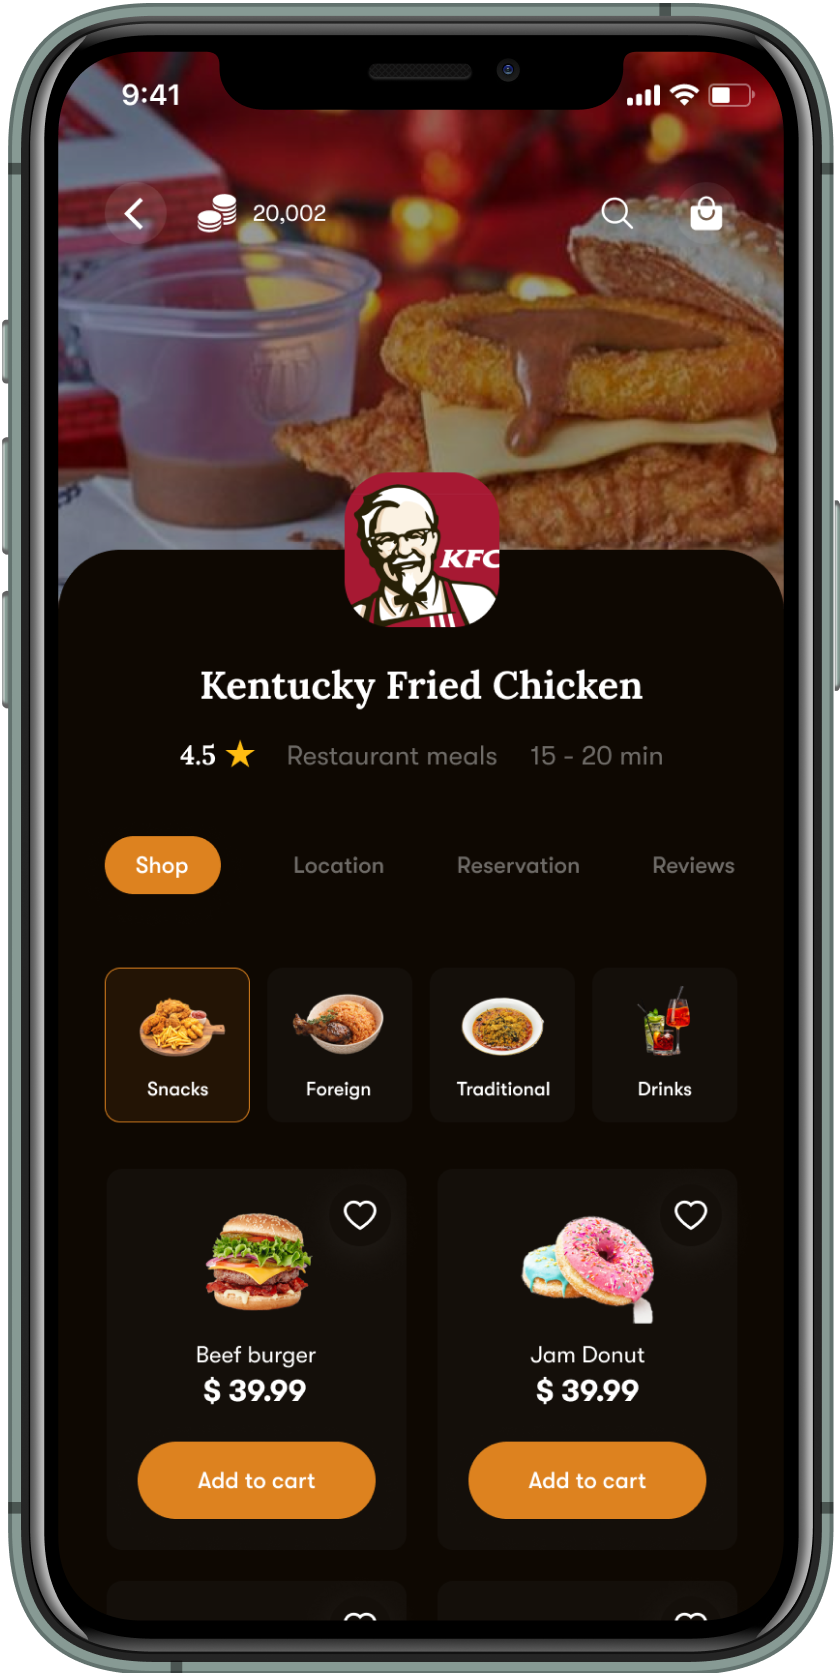 9:41
20,002
KFC
Kentucky Fried Chicken
4.5 Restaurant meals 15 - 20 min
Shop Location Reservation Reviews
Snacks Foreign Traditional Drinks
Beef burger Jam Donut
$ 39.99 $ 39.99
Add to cart Add to cart